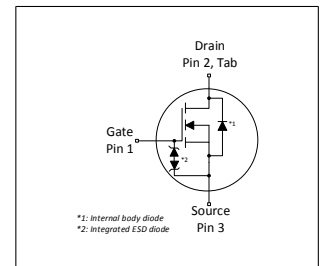 Drain
Pin 2, Tab
*1
Gate
Pin 1
*2
Source
Pin 3
*1: Internal body diode
*2: Integrated ESD diode